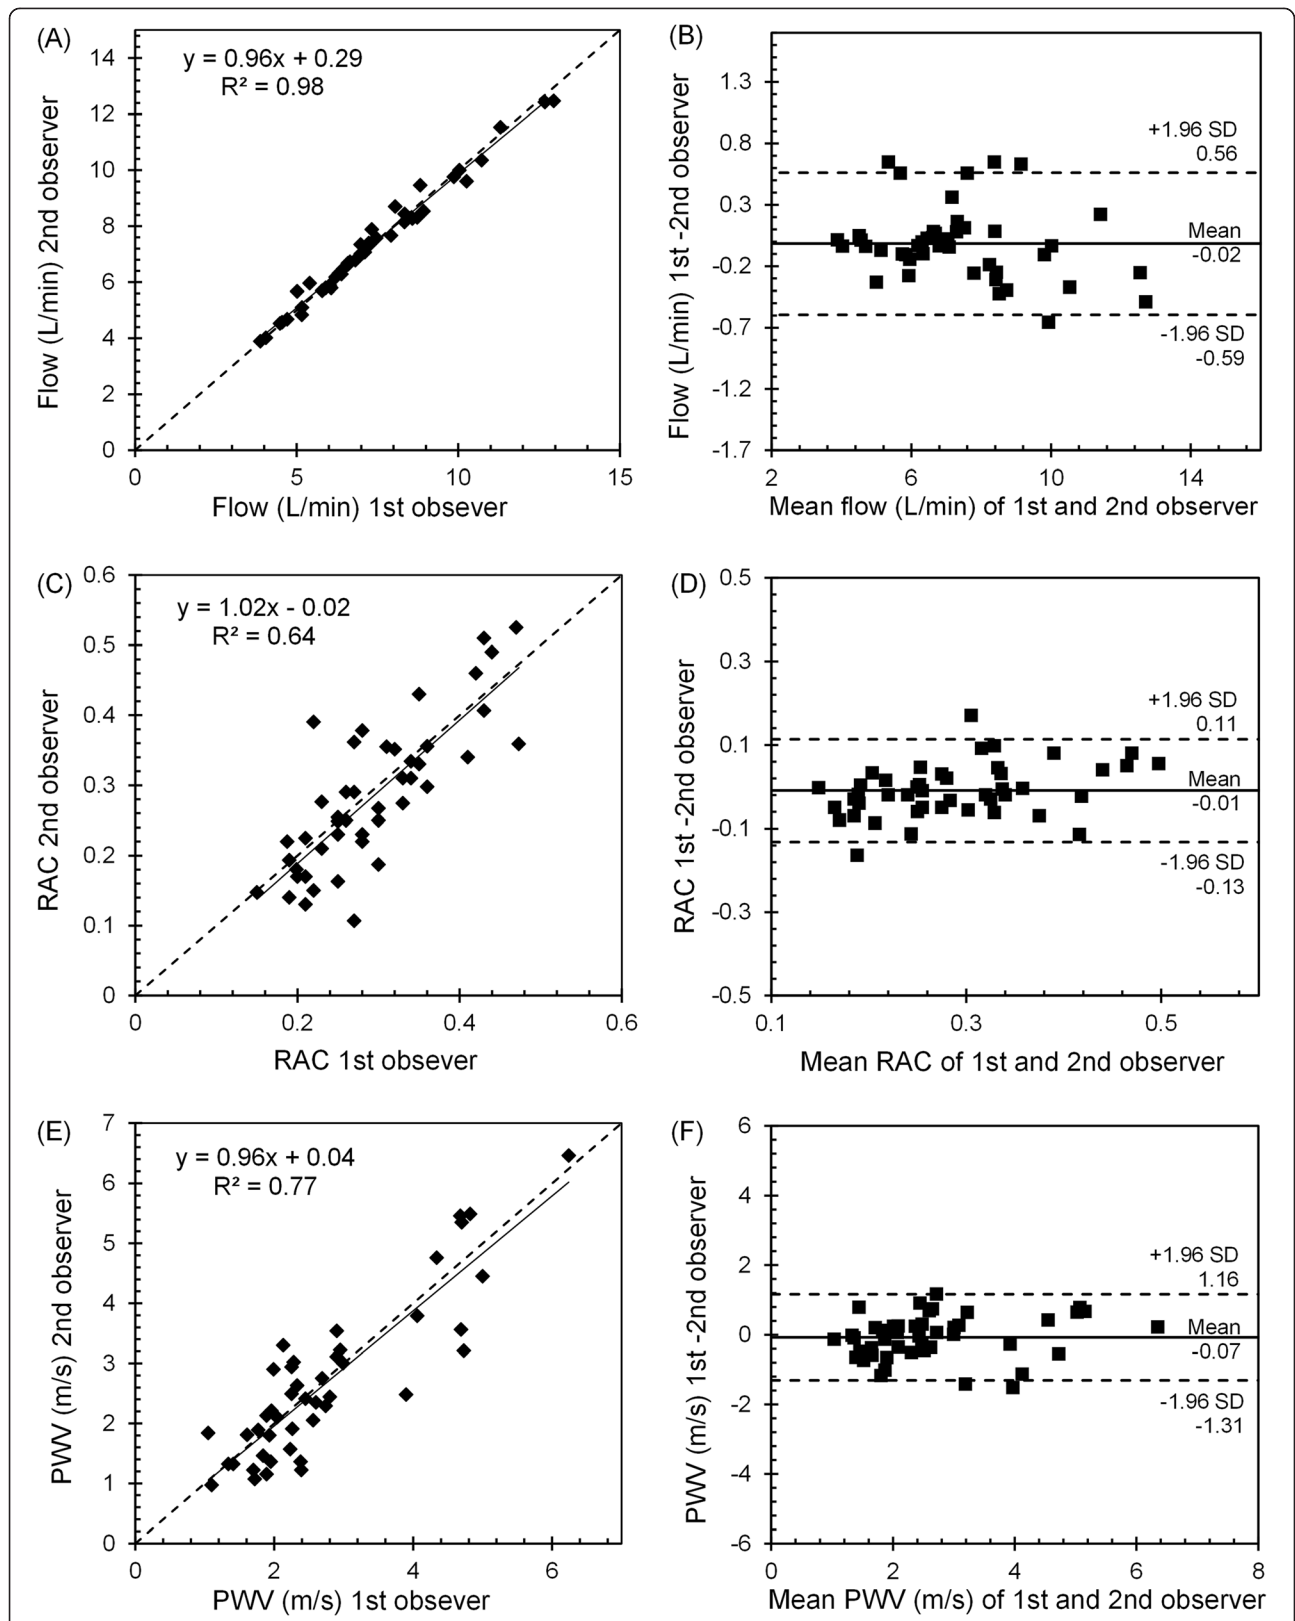 (A)
y = 0.96x + 0.29
R² = 0.98
Flow (L/min) 2nd observer
14
12
10
8
6
4
2
0
0 5 10 15
Flow (L/min) 1st obsever
(B)
Flow (L/min) 1st -2nd observer
1.3
0.8
0.3
-0.2
-0.7
-1.2
-1.7
+1.96 SD
0.56
Mean
-0.02
-1.96 SD
-0.59
2 6 10 14
Mean flow (L/min) of 1st and 2nd observer
(C)
y = 1.02x - 0.02
R² = 0.64
RAC 2nd observer
0.6
0.5
0.4
0.3
0.2
0.1
0
0 0.2 0.4 0.6
RAC 1st obsever
(D)
RAC 1st -2nd observer
0.5
0.3
0.1
-0.1
-0.3
-0.5
+1.96 SD
0.11
Mean
-0.01
-1.96 SD
-0.13
0.1 0.3 0.5
Mean RAC of 1st and 2nd observer
(E)
y = 0.96x + 0.04
R² = 0.77
PWV (m/s) 2nd observer
7
6
5
4
3
2
1
0
0 2 4 6
PWV (m/s) 1st obsever
(F)
PWV (m/s) 1st -2nd observer
6
4
2
0
-2
-4
-6
+1.96 SD
1.16
Mean
-0.07
-1.96 SD
-1.31
0 2 4 6 8
Mean PWV (m/s) of 1st and 2nd observer